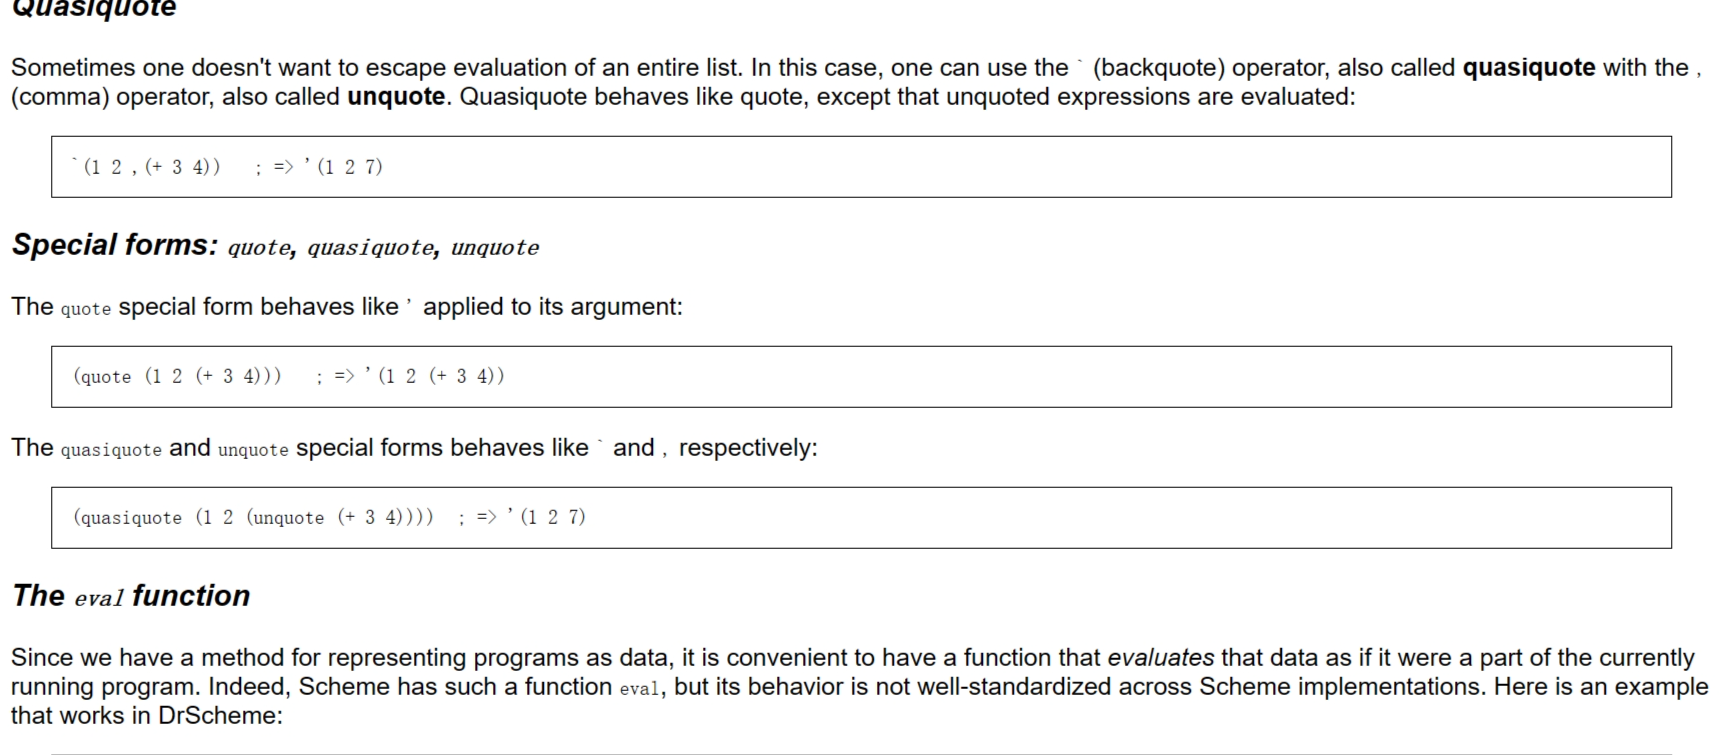 Quasiquote
Sometimes one doesn't want to escape evaluation of an entire list. In this case, one can use the ` (backquote) operator, also called quasiquote with the ,
(comma) operator, also called unquote. Quasiquote behaves like quote, except that unquoted expressions are evaluated:
`(1 2 ,(+ 3 4))   ; => '(1 2 7)
Special forms: quote, quasiquote, unquote
The quote special form behaves like ' applied to its argument:
(quote (1 2 (+ 3 4)))   ; => '(1 2 (+ 3 4))
The quasiquote and unquote special forms behaves like ` and , respectively:
(quasiquote (1 2 (unquote (+ 3 4))))  ; => '(1 2 7)
The eval function
Since we have a method for representing programs as data, it is convenient to have a function that evaluates that data as if it were a part of the currently
running program. Indeed, Scheme has such a function eval, but its behavior is not well-standardized across Scheme implementations. Here is an example
that works in DrScheme: